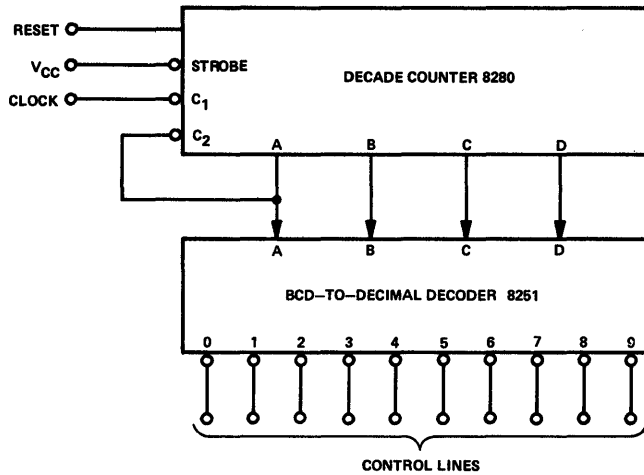 RESET
V_CC
STROBE
DECADE COUNTER 8280
CLOCK
C1
C2
A B C D
A B C D
BCD-TO-DECIMAL DECODER 8251
0 1 2 3 4 5 6 7 8 9
CONTROL LINES